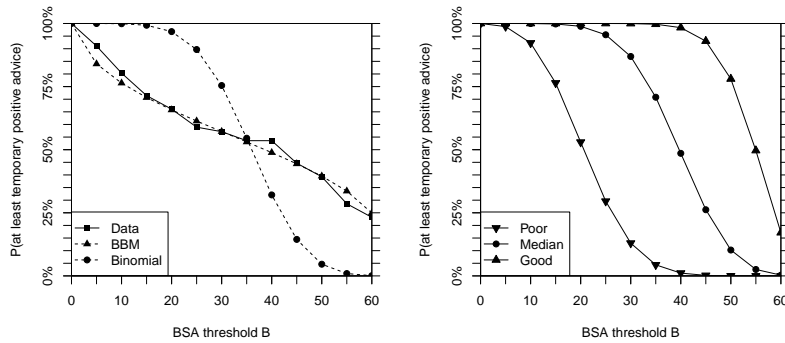 100%
75%
50%
25%
0%
P(at least temporary positive advice)
Data
BBM
Binomial
0 10 20 30 40 50 60
BSA threshold B
100%
75%
50%
25%
0%
P(at least temporary positive advice)
Poor
Median
Good
0 10 20 30 40 50 60
BSA threshold B